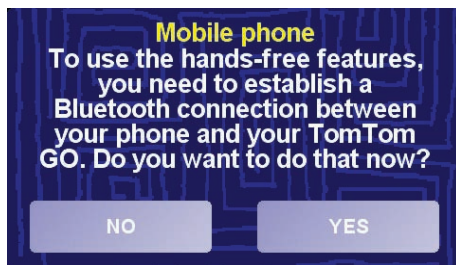 Mobile phone
To use the hands-free features,
you need to establish a
Bluetooth connection between
your phone and your TomTom
GO. Do you want to do that now?
NO YES